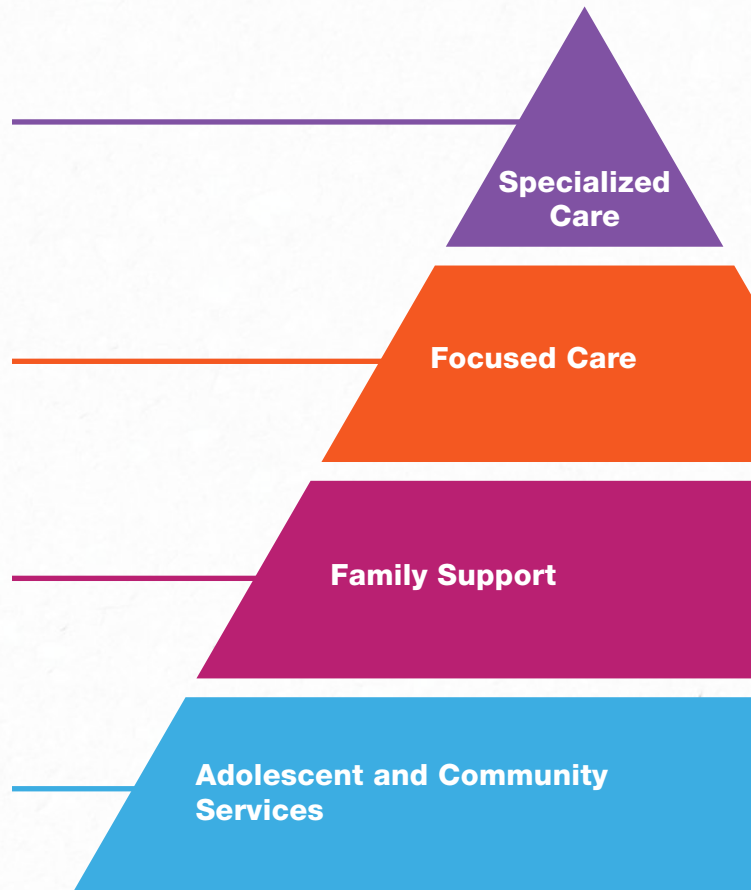 Specialized
Care
Focused Care
Family Support
Adolescent and Community
Services